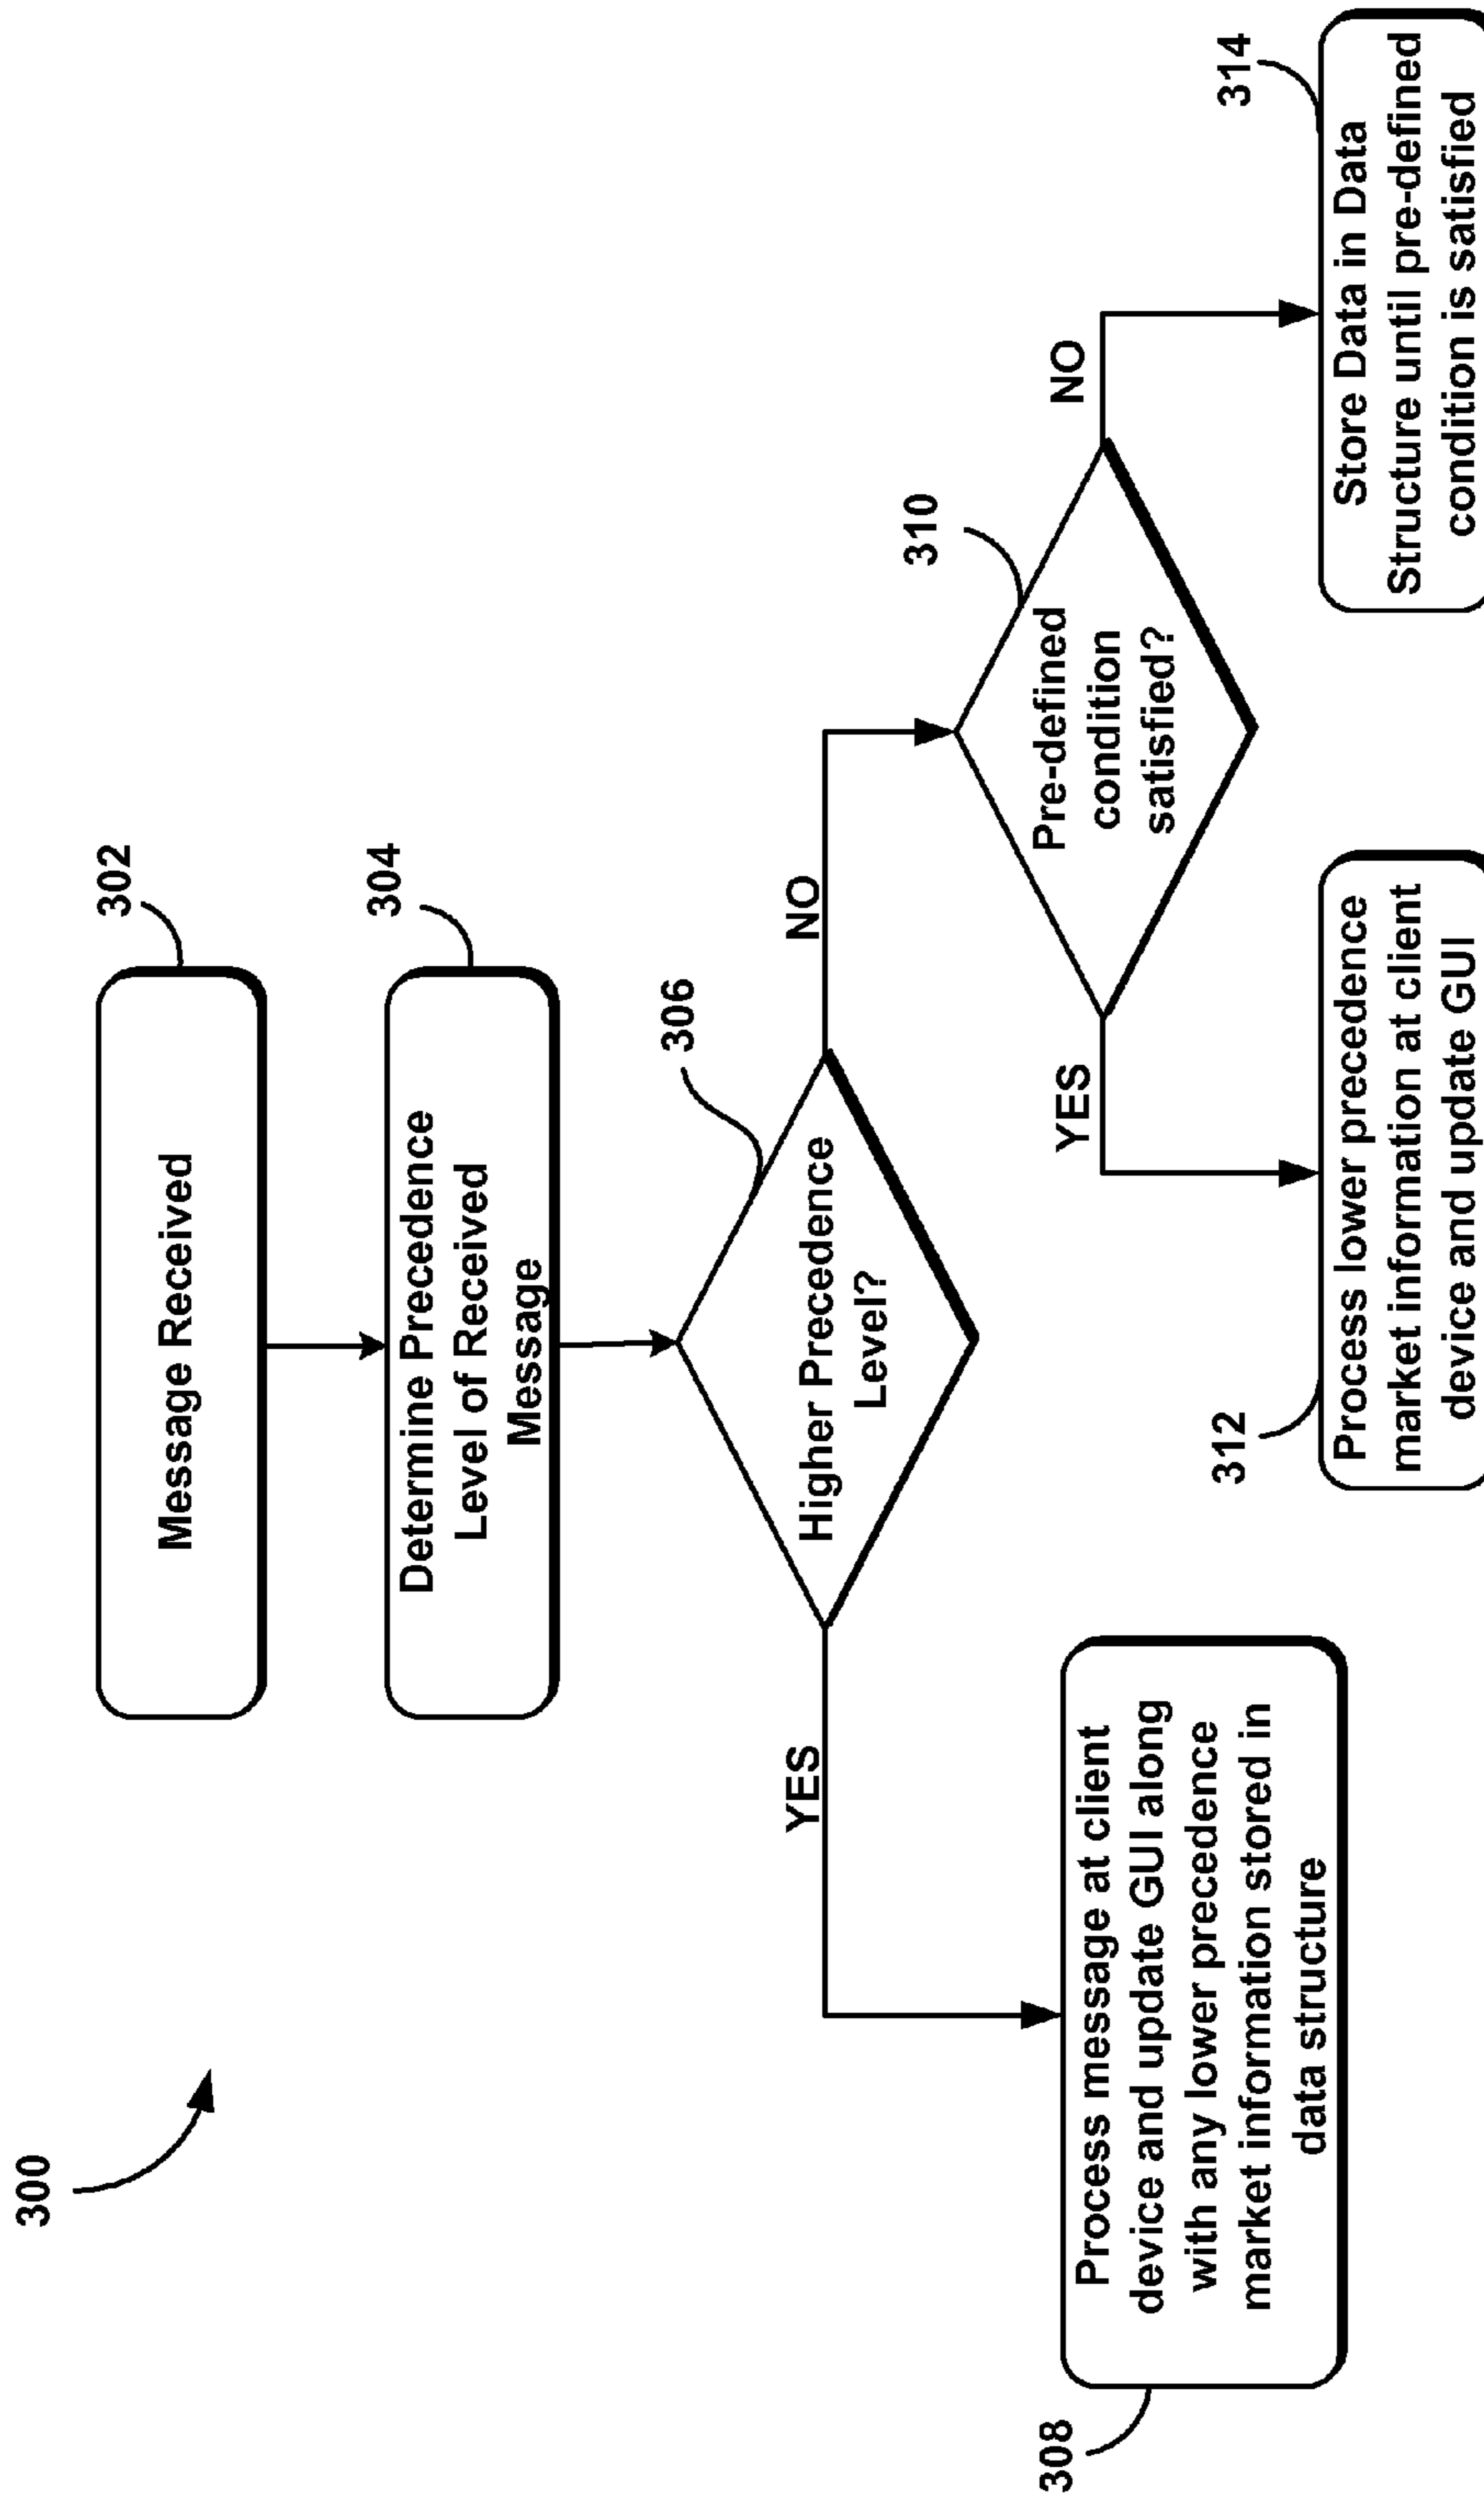 300
302
Message Received
304
Determine Precedence
Level of Received
Message
306
Higher Precedence
Level?
YES
NO
308
Process message at client
device and update GUI along
with any lower precedence
market information stored in
data structure
310
Pre-defined
condition
satisfied?
YES
NO
312
Process lower precedence
market information at client
device and update GUI
314
Store Data in Data
Structure until pre-defined
condition is satisfied